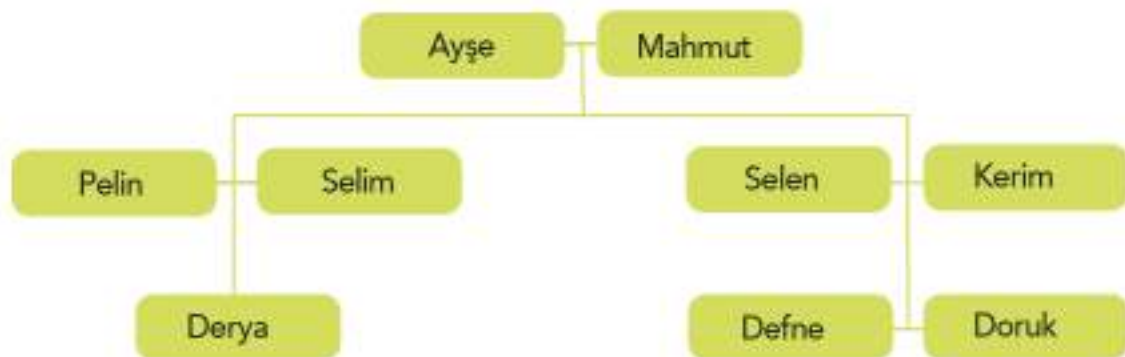 Ayşe
Mahmut
Pelin
Selim
Selen
Kerim
Derya
Defne
Doruk